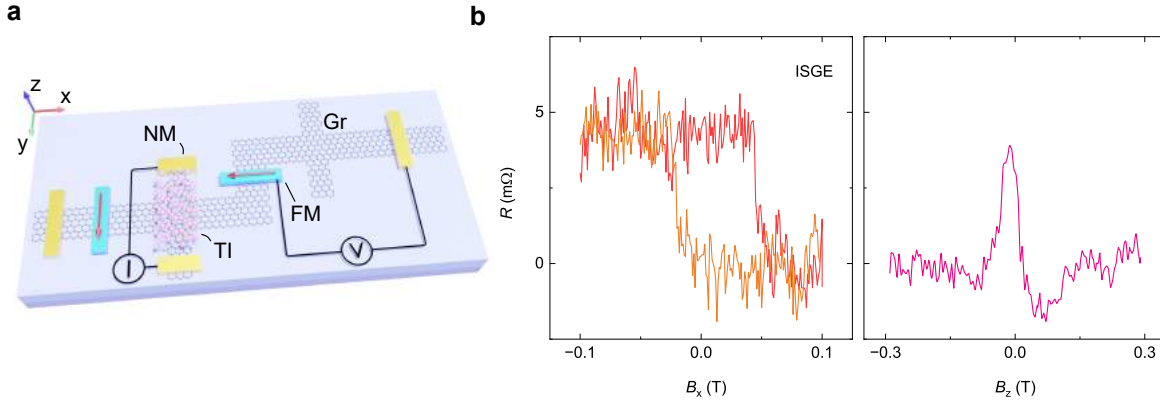 a
z
x
y
NM
Gr
FM
TI
I
V
b
ISGE
5
0
R (mΩ)
−0.1
0.0
0.1
Bx (T)
−0.3
0.0
0.3
Bz (T)